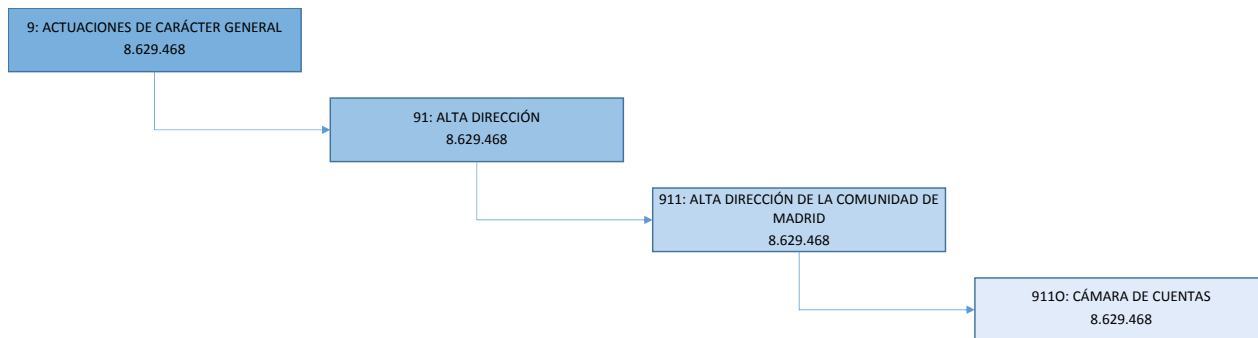 9: ACTUACIONES DE CARÁCTER GENERAL
8.629.468
91: ALTA DIRECCIÓN
8.629.468
911: ALTA DIRECCIÓN DE LA COMUNIDAD DE
MADRID
8.629.468
911O: CÁMARA DE CUENTAS
8.629.468